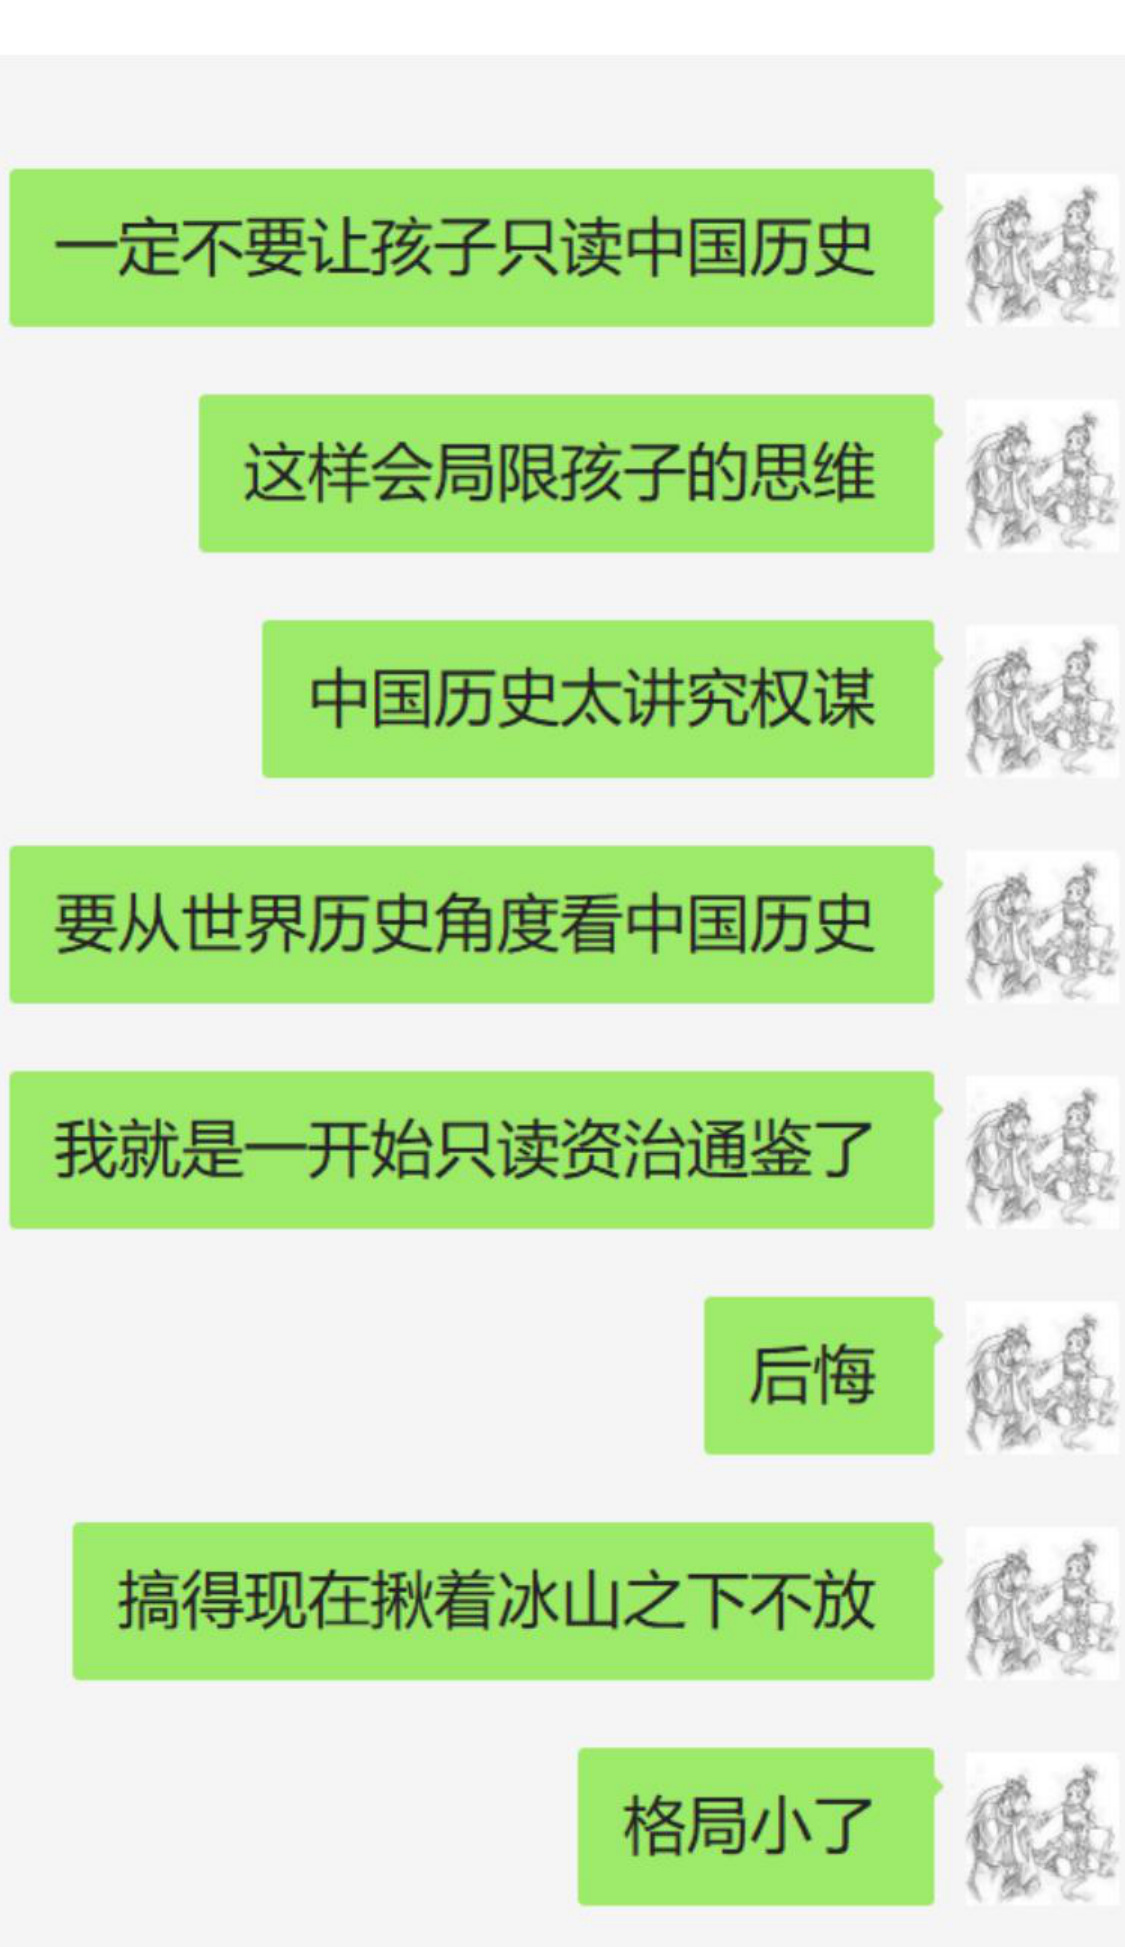 一定不要让孩子只读中国历史
这样会局限孩子的思维
中国历史太讲究权谋
要从世界历史角度看中国历史
我就是一开始只读资治通鉴了
后悔
搞得现在揪着冰山之下不放
格局小了